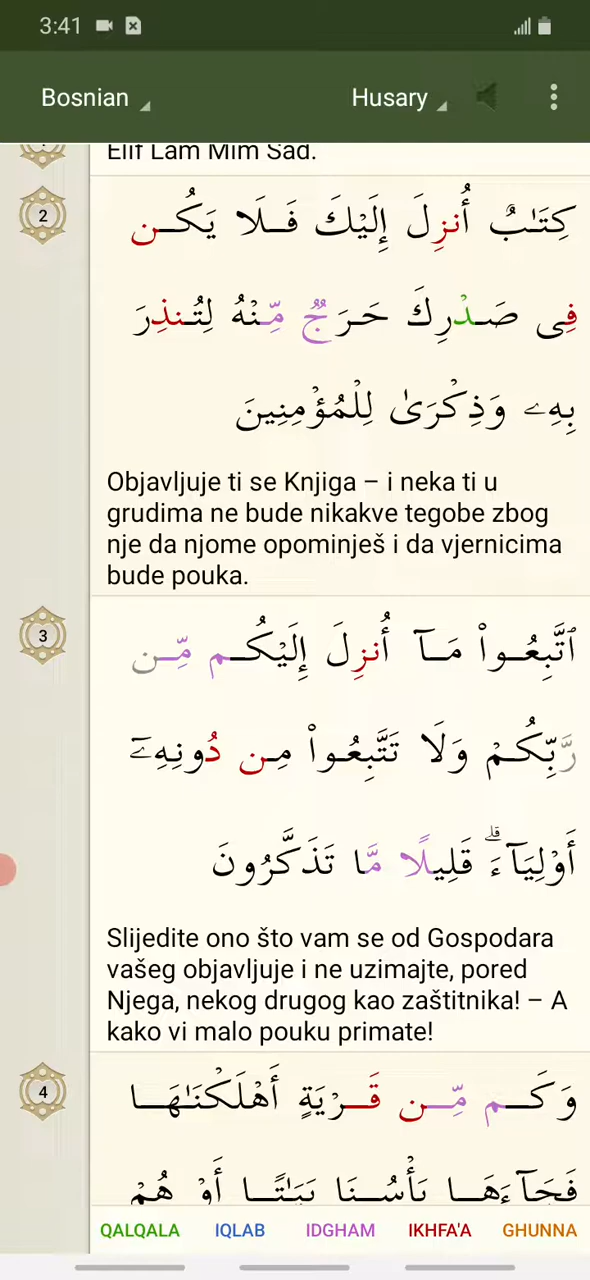 3:41
Bosnian
Husary
Elif Lam Mim Sad.
2
كِتَـٰبٌ أُنزِلَ إِلَيْكَ فَلَا يَكُن
فِى صَدْرِكَ حَرَجٌ مِّنْهُ لِتُنذِرَ
بِهِۦ وَذِكْرَىٰ لِلْمُؤْمِنِينَ
Objavljuje ti se Knjiga – i neka ti u
grudima ne bude nikakve tegobe zbog
nje da njome opominješ i da vjernicima
bude pouka.
3
ٱتَّبِعُوا۟ مَآ أُنزِلَ إِلَيْكُم مِّن
رَّبِّكُمْ وَلَا تَتَّبِعُوا۟ مِن دُونِهِۦٓ
أَوْلِيَآءَ ۗ قَلِيلًا مَّا تَذَكَّرُونَ
Slijedite ono što vam se od Gospodara
vašeg objavljuje i ne uzimajte, pored
Njega, nekog drugog kao zaštitnika! – A
kako vi malo pouku primate!
4
وَكَم مِّن قَرْيَةٍ أَهْلَكْنَـٰهَا
فَجَآءَهَا بَأْسُنَا بَيَـٰتًا أَوْ هُمْ
QALQALA IQLAB IDGHAM IKHFA'A GHUNNA